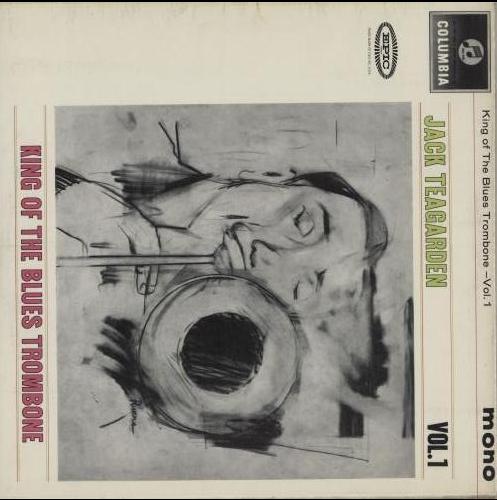 COLUMBIA
King of The Blues Trombone – Vol. 1
mono
EPIC
JACK TEAGARDEN
VOL.1
KING OF THE BLUES TROMBONE